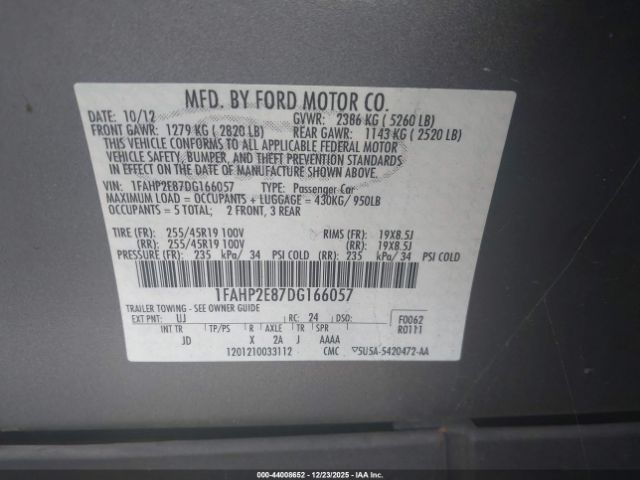 MFD. BY FORD MOTOR CO.
DATE: 10/12 GVWR: 2386 KG ( 5260 LB)
FRONT GAWR: 1279 KG ( 2820 LB) REAR GAWR: 1143 KG ( 2520 LB)
THIS VEHICLE CONFORMS TO ALL APPLICABLE FEDERAL MOTOR
VEHICLE SAFETY, BUMPER, AND THEFT PREVENTION STANDARDS
IN EFFECT ON THE DATE OF MANUFACTURE SHOWN ABOVE.
VIN: 1FAHP2E87DG166057 TYPE: Passenger Car
MAXIMUM LOAD = OCCUPANTS + LUGGAGE = 430KG/ 950LB
OCCUPANTS = 5 TOTAL; 2 FRONT, 3 REAR
TIRE (FR): 255/45R19 100V RIMS (FR): 19X8.5J
(RR): 255/45R19 100V (RR): 19X8.5J
PRESSURE (FR): 235 kPa/ 34 PSI COLD (RR): 235 kPa/ 34 PSI COLD
1FAHP2E87DG166057
TRAILER TOWING - SEE OWNER GUIDE
EXT PNT: UJ RC: 24 DSO: F0062
INT TR TP/PS R AXLE TR SPR R0111
JD X 2A J AAAA
1201210033112 CMC 5U5A-5420472-AA
000-44008652 - 12/23/2025 - IAAI.com